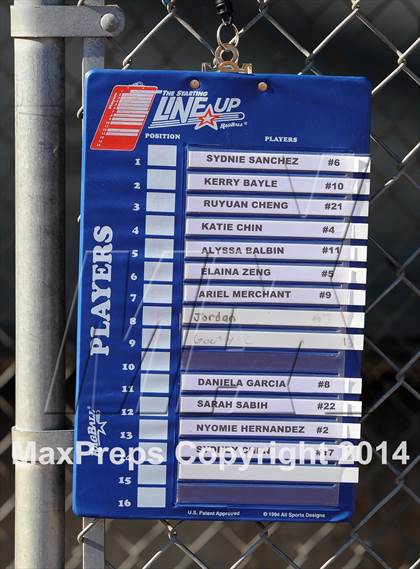 THE STARTING
LINE UP
RAGBALL®
POSITION PLAYERS
1 SYDNIE SANCHEZ #6
2 KERRY BAYLE #10
3 RUYUAN CHENG #21
4 KATIE CHIN #4
5 ALYSSA BALBIN #11
6 ELAINA ZENG #5
7 ARIEL MERCHANT #9
8 Jordan
9
10
11 DANIELA GARCIA #8
12 SARAH SABIH #22
13 NYOMIE HERNANDEZ #2
SYDNEY
15
16
PLAYERS
RAGBALL
MaxPreps Copyright 2014
U.S. Patent Approved © 1994 All Sports Designs